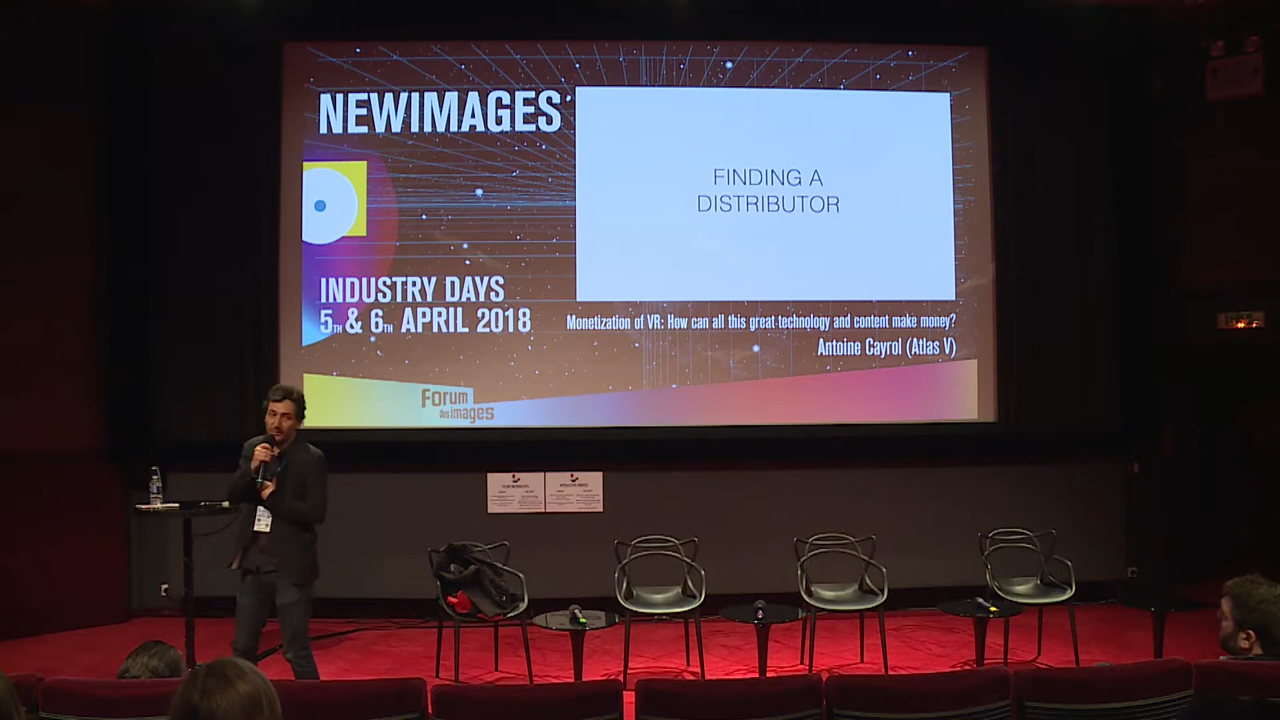 NEWIMAGES
FINDING A
DISTRIBUTOR
INDUSTRY DAYS
5TH & 6TH APRIL 2018
Monetization of VR: How can all this great technology and content make money?
Antoine Cayrol (Atlas V)
Forum
des images